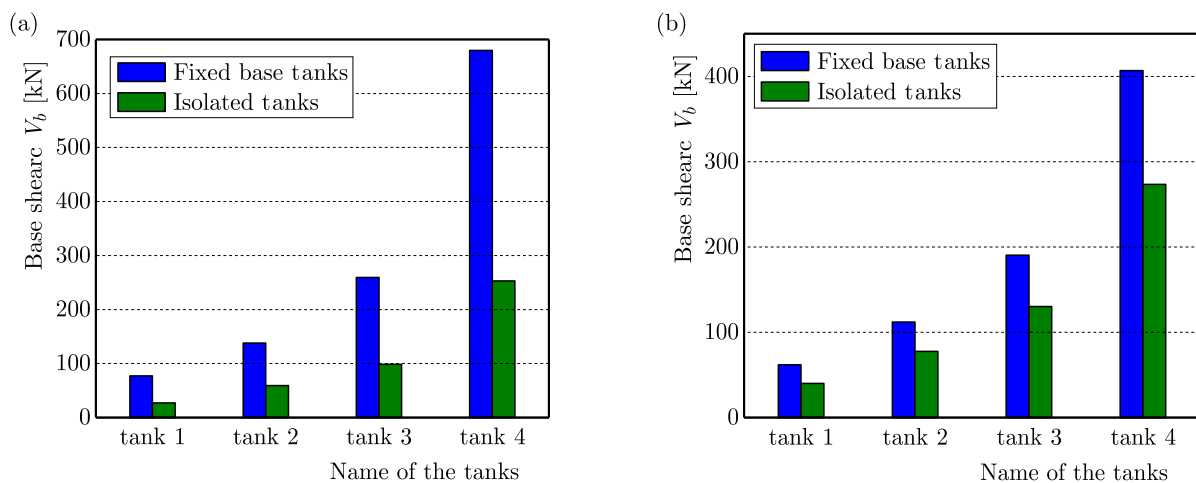 (a)
Base shearc V_b [kN]
700
600
500
400
300
200
100
0
Fixed base tanks
Isolated tanks
tank 1 tank 2 tank 3 tank 4
Name of the tanks
(b)
Base shearc V_b [kN]
400
300
200
100
0
Fixed base tanks
Isolated tanks
tank 1 tank 2 tank 3 tank 4
Name of the tanks